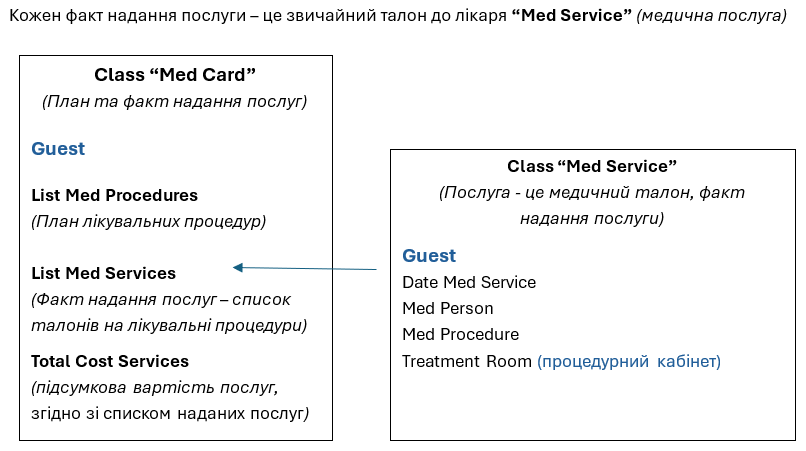 Кожен факт надання послуги – це звичайний талон до лікаря “Med Service” (медична послуга)
Class “Med Card”
(План та факт надання послуг)
Guest
List Med Procedures
(План лікувальних процедур)
List Med Services
(Факт надання послуг – список
талонів на лікувальні процедури)
Total Cost Services
(підсумкова вартість послуг,
згідно зі списком наданих послуг)
Class “Med Service”
(Послуга - це медичний талон, факт
надання послуги)
Guest
Date Med Service
Med Person
Med Procedure
Treatment Room (процедурний кабінет)